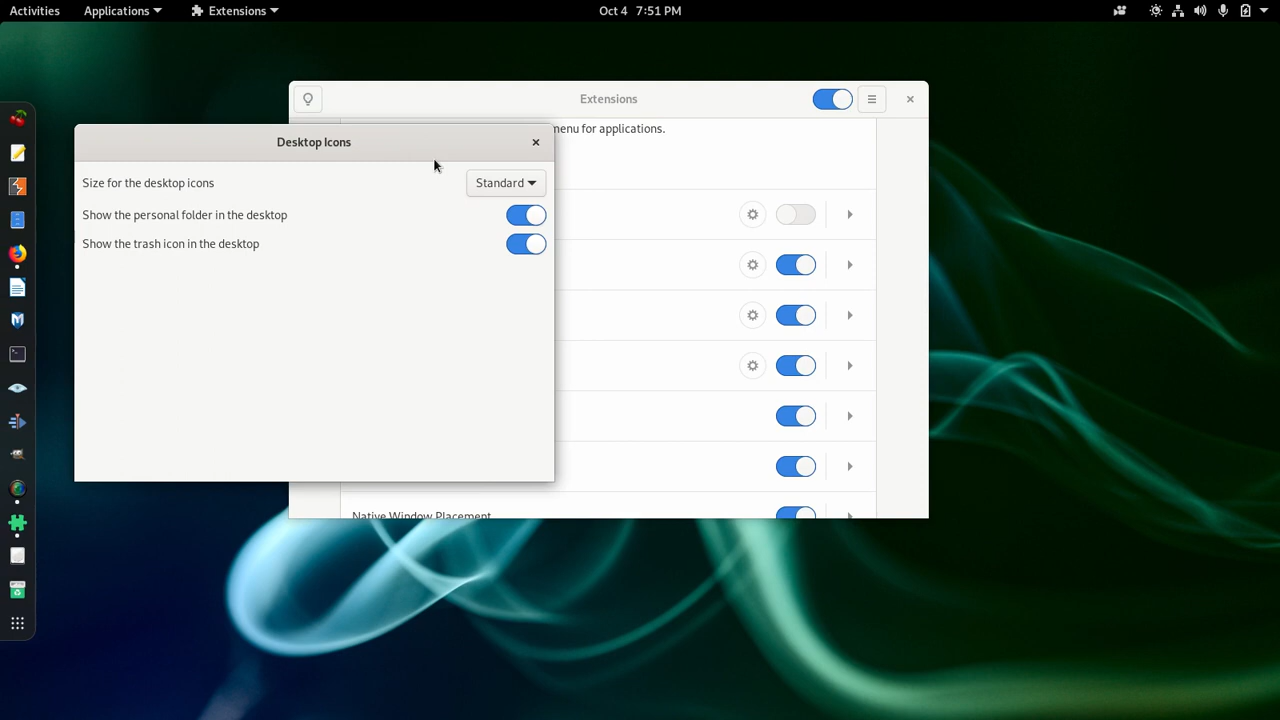 Activities Applications Extensions Oct 4 7:51 PM
Extensions
menu for applications.
Desktop Icons
Size for the desktop icons Standard
Show the personal folder in the desktop
Show the trash icon in the desktop
Native Window Placement